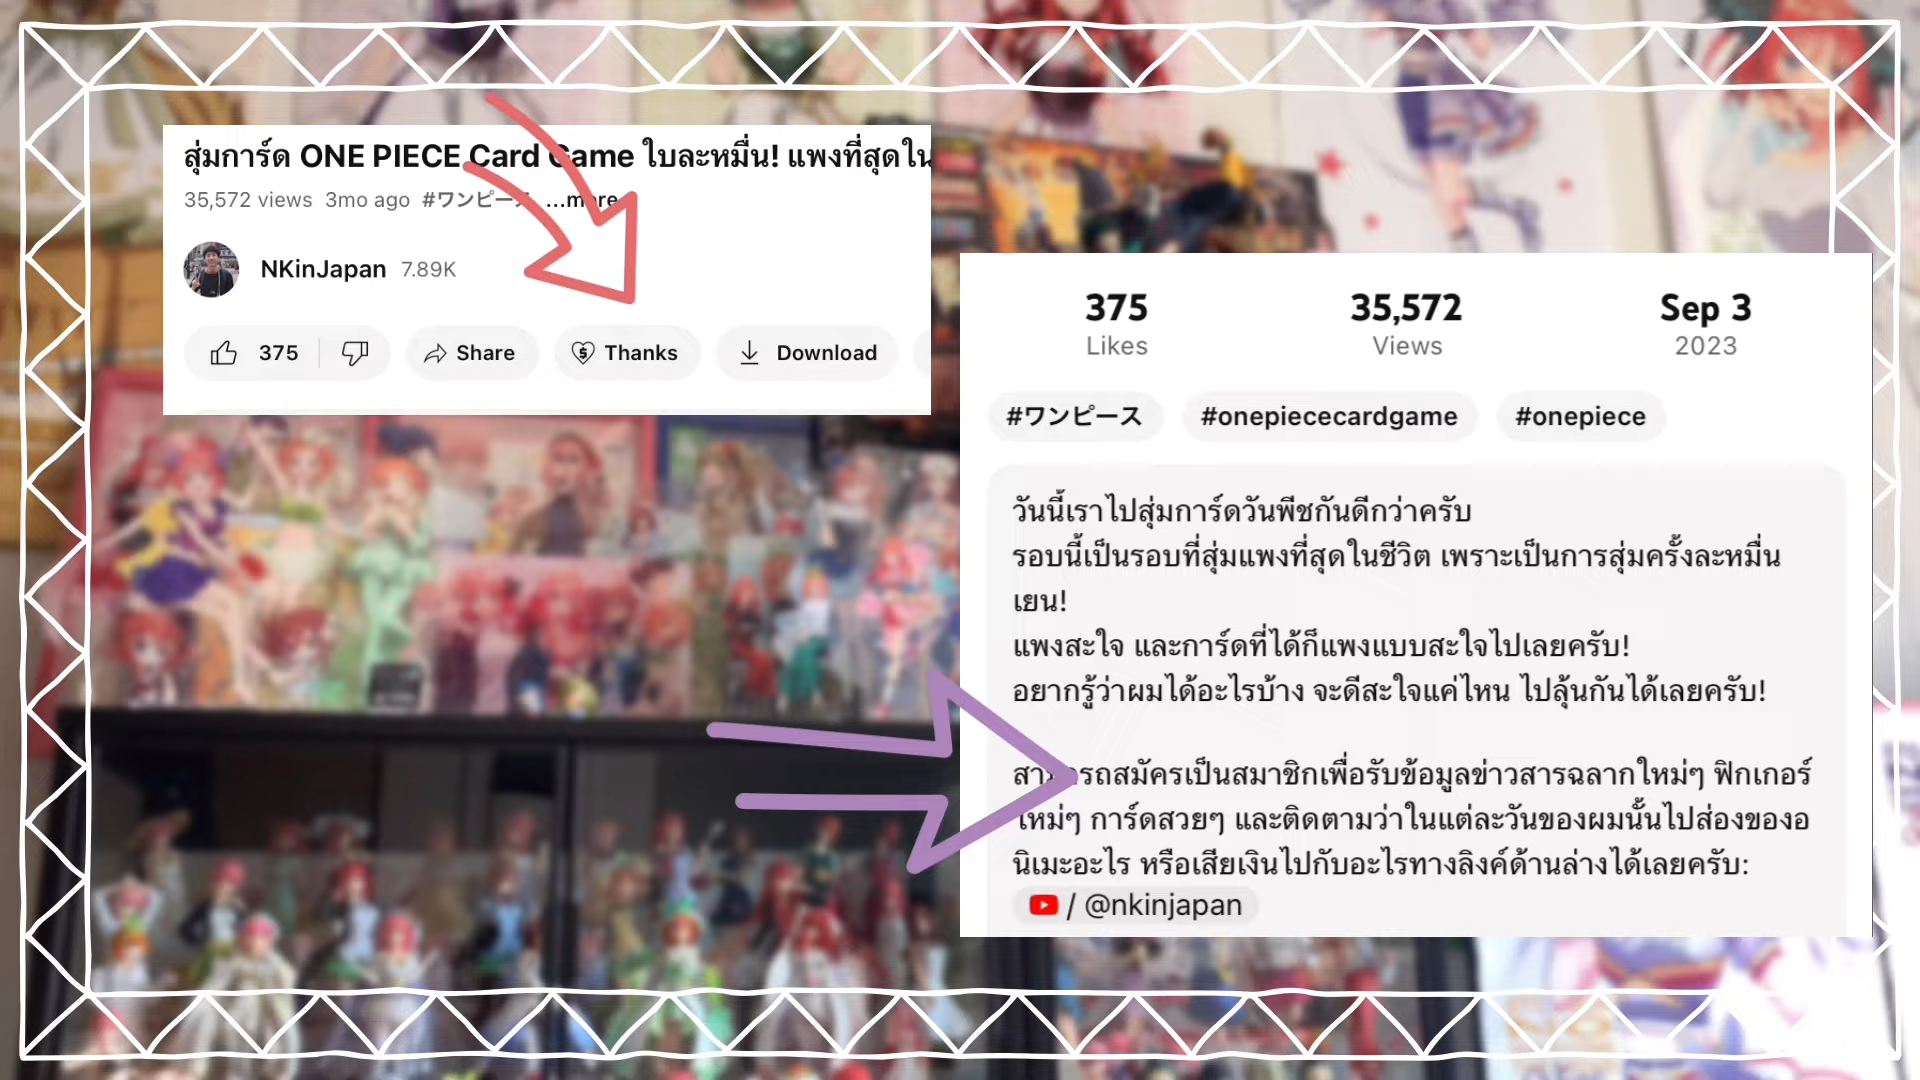 สุ่มการ์ด ONE PIECE Card Game ใบละหมื่น! แพงที่สุดใน
35,572 views 3mo ago #ワンピース ...more
NKinJapan 7.89K
375 Share Thanks Download
375 35,572 Sep 3
Likes Views 2023
#ワンピース #onepiececardgame #onepiece
วันนี้เราไปสุ่มการ์ดวันพีชกันดีกว่าครับ
รอบนี้เป็นรอบที่สุ่มแพงที่สุดในชีวิต เพราะเป็นการสุ่มครั้งละหมื่น
เยน!
แพงสะใจ และการ์ดที่ได้ก็แพงแบบสะใจไปเลยครับ!
อยากรู้ว่าผมได้อะไรบ้าง จะดีสะใจแค่ไหน ไปลุ้นกันได้เลยครับ!
สามารถสมัครเป็นสมาชิกเพื่อรับข้อมูลข่าวสารฉลากใหม่ๆ ฟิกเกอร์
ใหม่ๆ การ์ดสวยๆ และติดตามว่าในแต่ละวันของผมนั้นไปส่องของอ
นิเมะอะไร หรือเสียเงินไปกับอะไรทางลิงค์ด้านล่างได้เลยครับ:
/ @nkinjapan